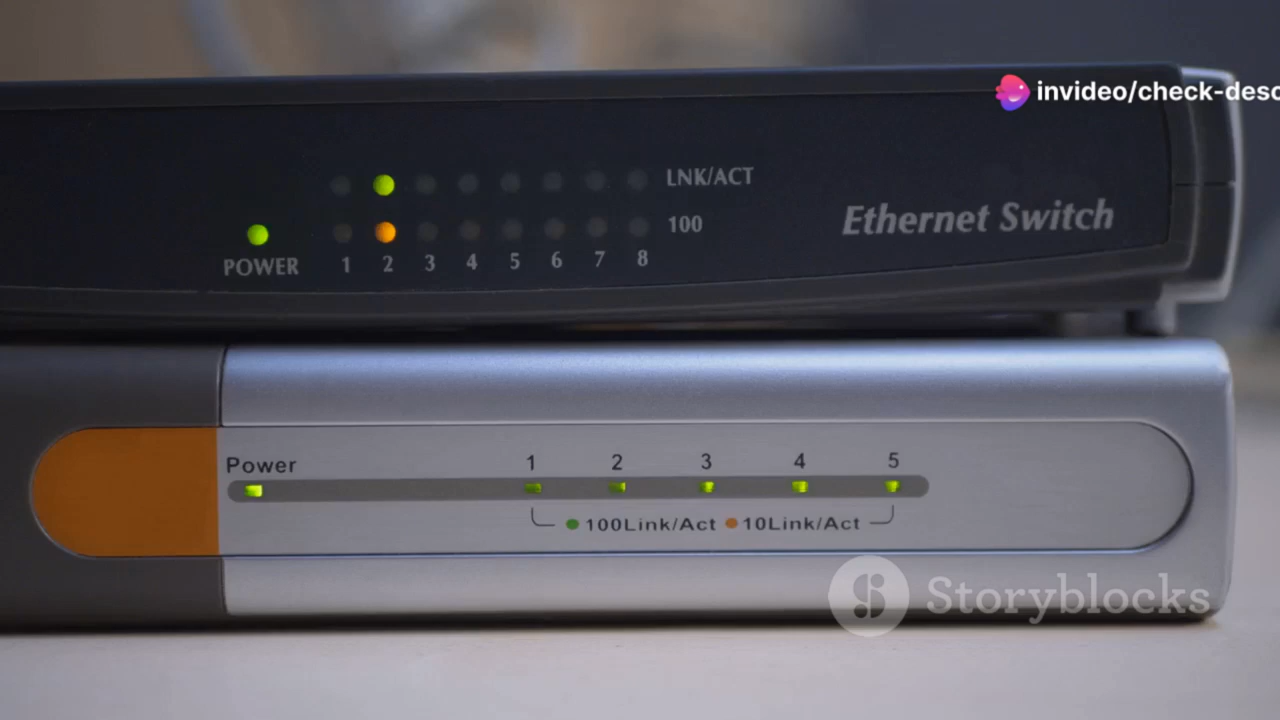 invideo/check-desc
LNK/ACT
100
Ethernet Switch
POWER 1 2 3 4 5 6 7 8
Power 1 2 3 4 5
100Link/Act 10Link/Act
Storyblocks